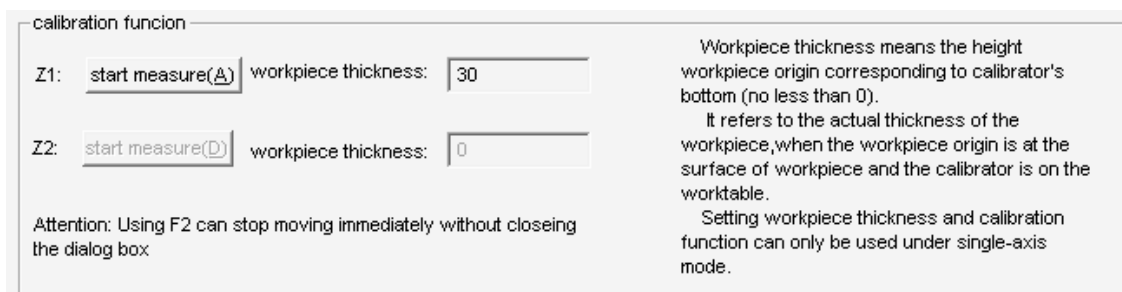 calibration funcion
Z1: start measure(A) workpiece thickness: 30
Z2: start measure(D) workpiece thickness: 0
Attention: Using F2 can stop moving immediately without closeing
the dialog box
Workpiece thickness means the height
workpiece origin corresponding to calibrator's
bottom (no less than 0).
It refers to the actual thickness of the
workpiece,when the workpiece origin is at the
surface of workpiece and the calibrator is on the
worktable.
Setting workpiece thickness and calibration
function can only be used under single-axis
mode.